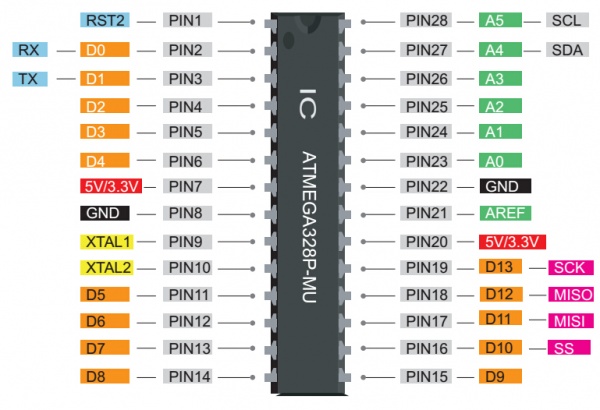 RST2 PIN1 PIN28 A5 SCL
RX D0 PIN2 PIN27 A4 SDA
TX D1 PIN3 PIN26 A3
D2 PIN4 PIN25 A2
D3 PIN5 PIN24 A1
D4 PIN6 PIN23 A0
5V/3.3V PIN7 PIN22 GND
GND PIN8 PIN21 AREF
XTAL1 PIN9 PIN20 5V/3.3V
XTAL2 PIN10 PIN19 D13 SCK
D5 PIN11 PIN18 D12 MISO
D6 PIN12 PIN17 D11 MISI
D7 PIN13 PIN16 D10 SS
D8 PIN14 PIN15 D9
IC ATMEGA328P-MU